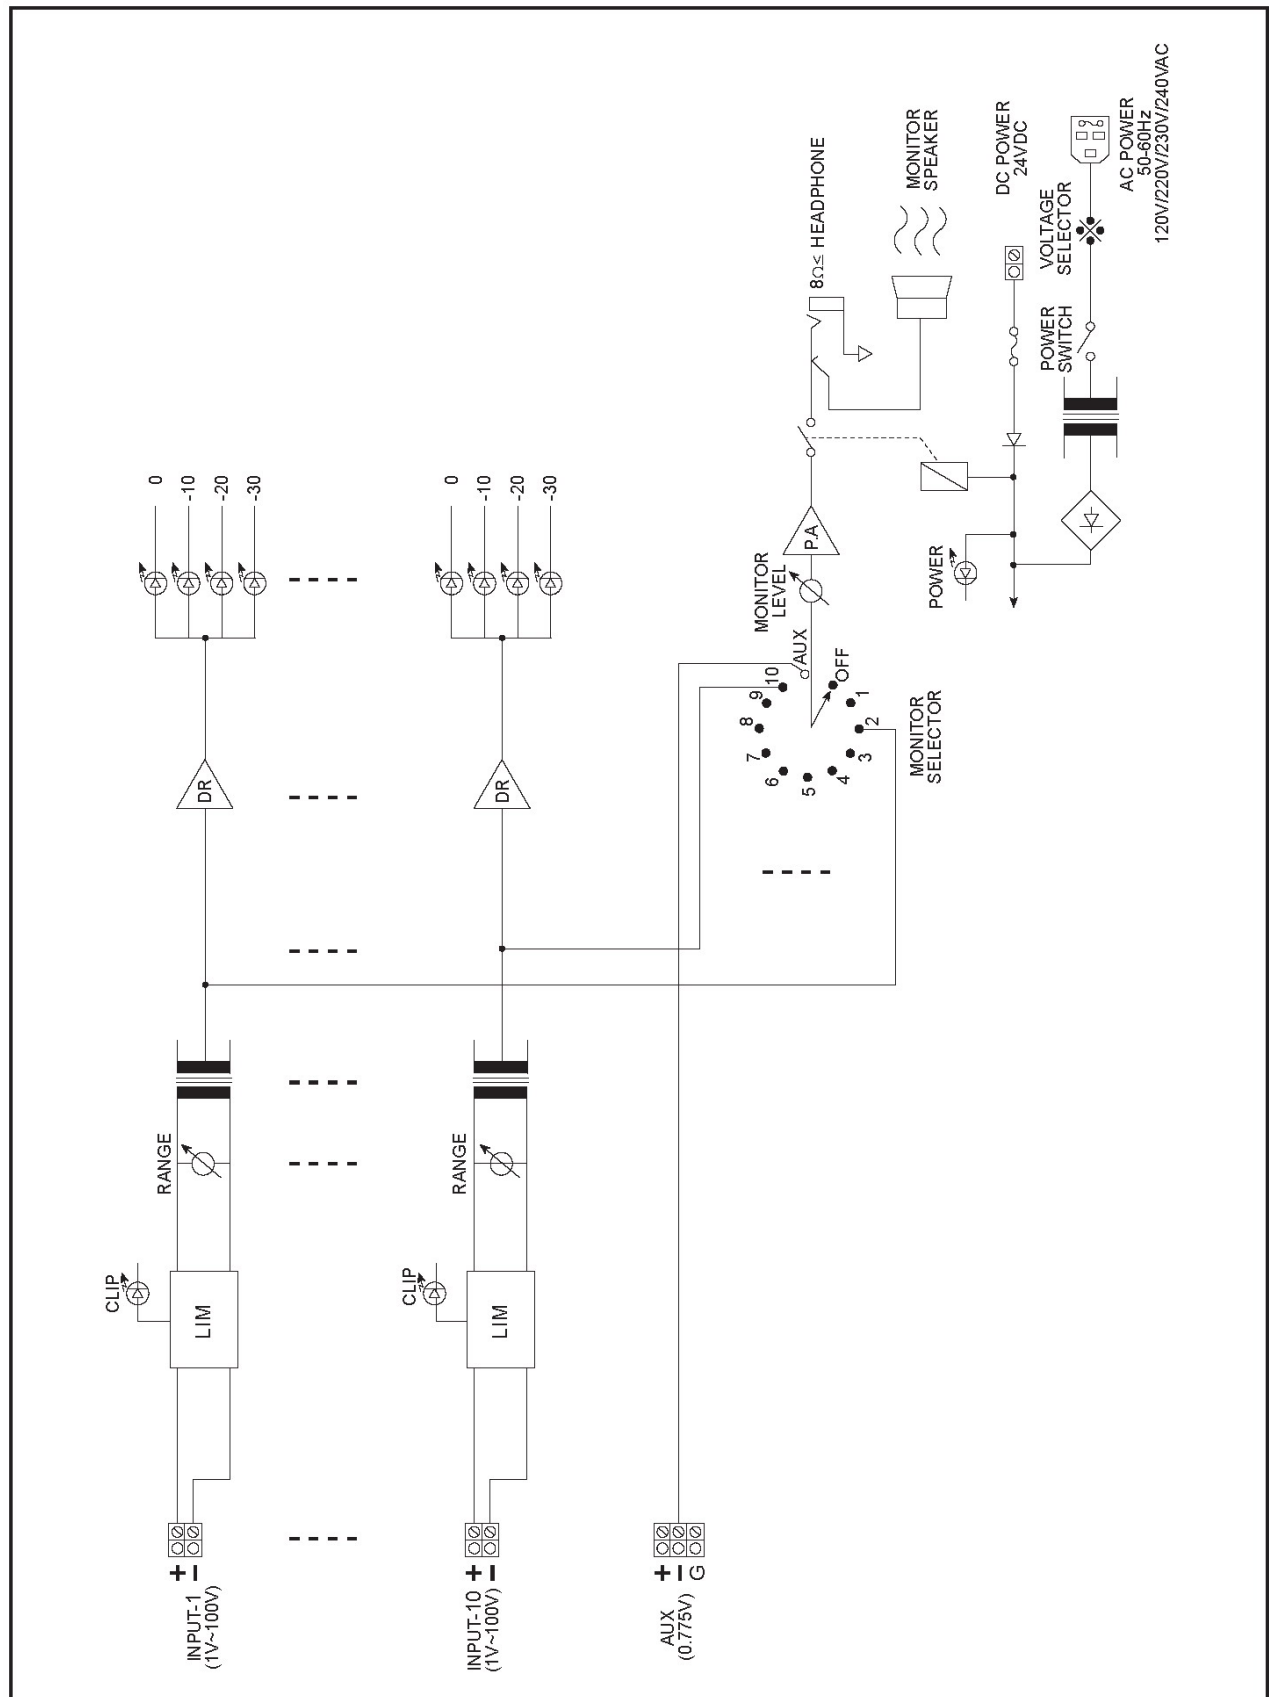 INPUT-1
(1V~100V)
+
−
CLIP
LIM
RANGE
DR
0
-10
-20
-30
INPUT-10
(1V~100V)
+
−
CLIP
LIM
RANGE
DR
0
-10
-20
-30
AUX
(0.775V)
+
−
G
MONITOR
SELECTOR
OFF
1
2
3
4
5
6
7
8
9
10
AUX
MONITOR
LEVEL
P.A
8Ω≤ HEADPHONE
MONITOR
SPEAKER
POWER
DC POWER
24VDC
POWER
SWITCH
VOLTAGE
SELECTOR
AC POWER
50-60Hz
120V/220V/230V/240VAC